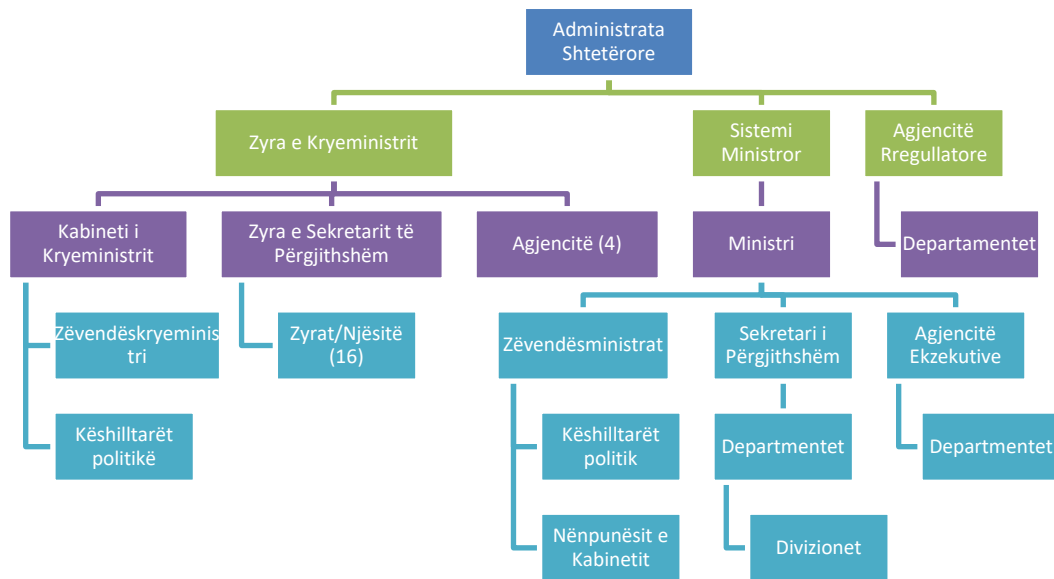 Administrata
Shtetërore
Zyra e Kryeministrit
Sistemi
Ministror
Agjencitë
Rregullatore
Kabineti i
Kryeministrit
Zyra e Sekretarit të
Përgjithshëm
Agjencitë (4)
Ministri
Departamentet
Zëvendëskryeminis
tri
Zyrat/Njësitë
(16)
Zëvendësministrat
Sekretari i
Përgjithshëm
Agjencitë
Ekzekutive
Këshilltarët
politikë
Këshilltarët
politik
Departmentet
Departmentet
Nënpunësit e
Kabinetit
Divizionet